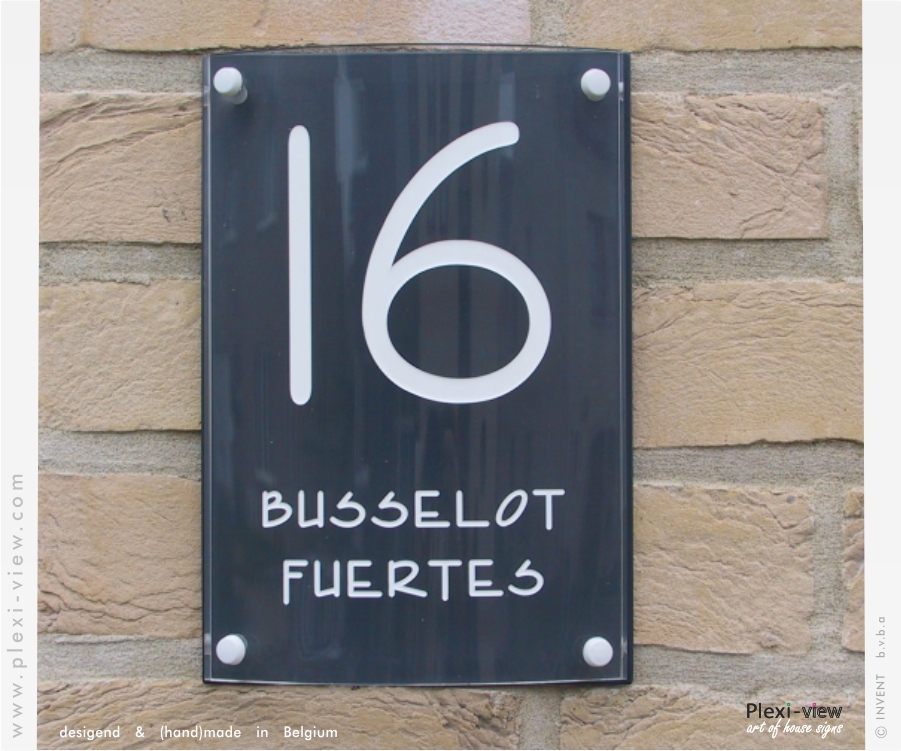 16
BUSSELOT
FUERTES
www.plexi-view.com
desigend & (hand)made in Belgium
Plexi-view
art of house signs
© INVENT b.v.b.a